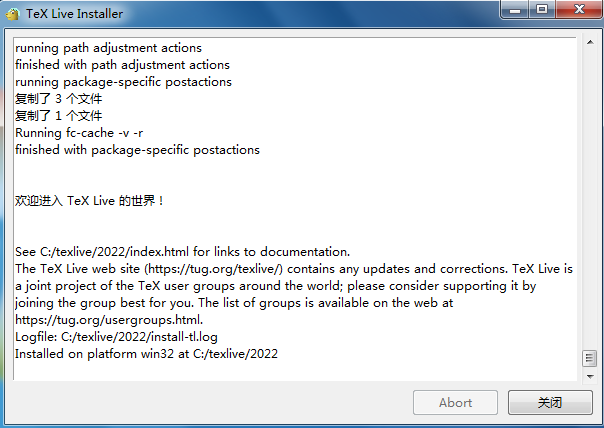 TeX Live Installer
running path adjustment actions
finished with path adjustment actions
running package-specific postactions
复制了 3 个文件
复制了 1 个文件
Running fc-cache -v -r
finished with package-specific postactions
欢迎进入 TeX Live 的世界！
See C:/texlive/2022/index.html for links to documentation.
The TeX Live web site (https://tug.org/texlive/) contains any updates and corrections. TeX Live is
a joint project of the TeX user groups around the world; please consider supporting it by
joining the group best for you. The list of groups is available on the web at
https://tug.org/usergroups.html.
Logfile: C:/texlive/2022/install-tl.log
Installed on platform win32 at C:/texlive/2022
Abort
关闭